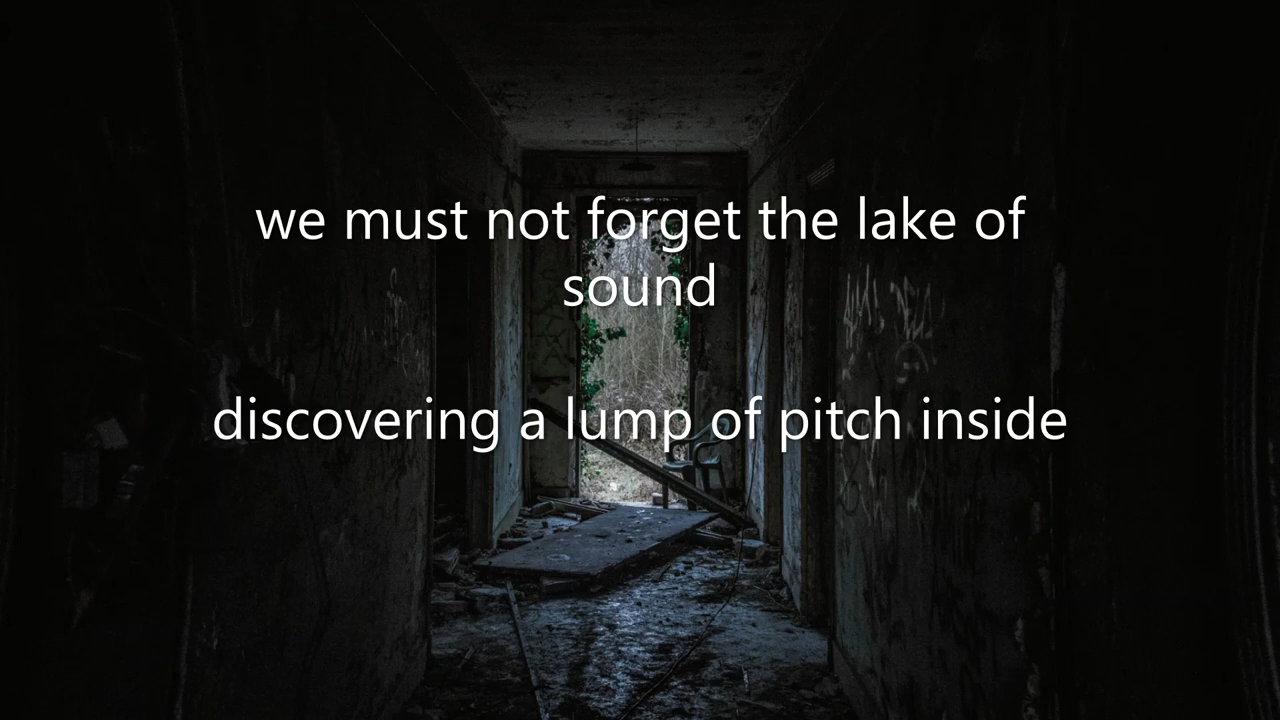 we must not forget the lake of
sound
discovering a lump of pitch inside